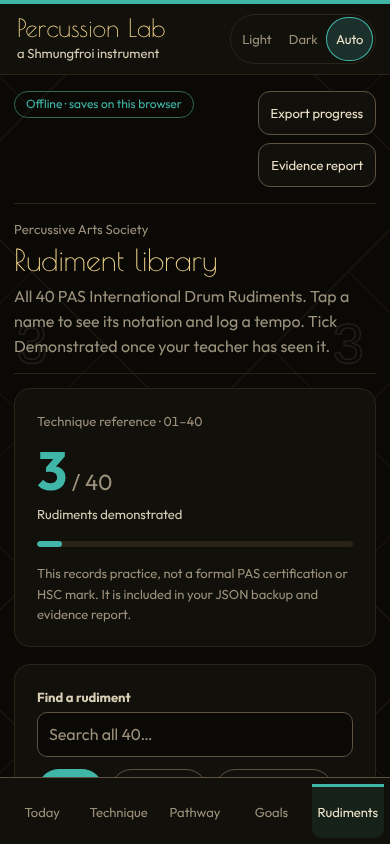 Percussion Lab
a Shmungfroi instrument
Light Dark Auto
Offline · saves on this browser
Export progress
Evidence report
Percussive Arts Society
Rudiment library
All 40 PAS International Drum Rudiments. Tap a
name to see its notation and log a tempo. Tick
Demonstrated once your teacher has seen it.
3
3
Technique reference · 01–40
3 / 40
Rudiments demonstrated
This records practice, not a formal PAS certification or
HSC mark. It is included in your JSON backup and
evidence report.
Find a rudiment
Search all 40...
Today Technique Pathway Goals Rudiments